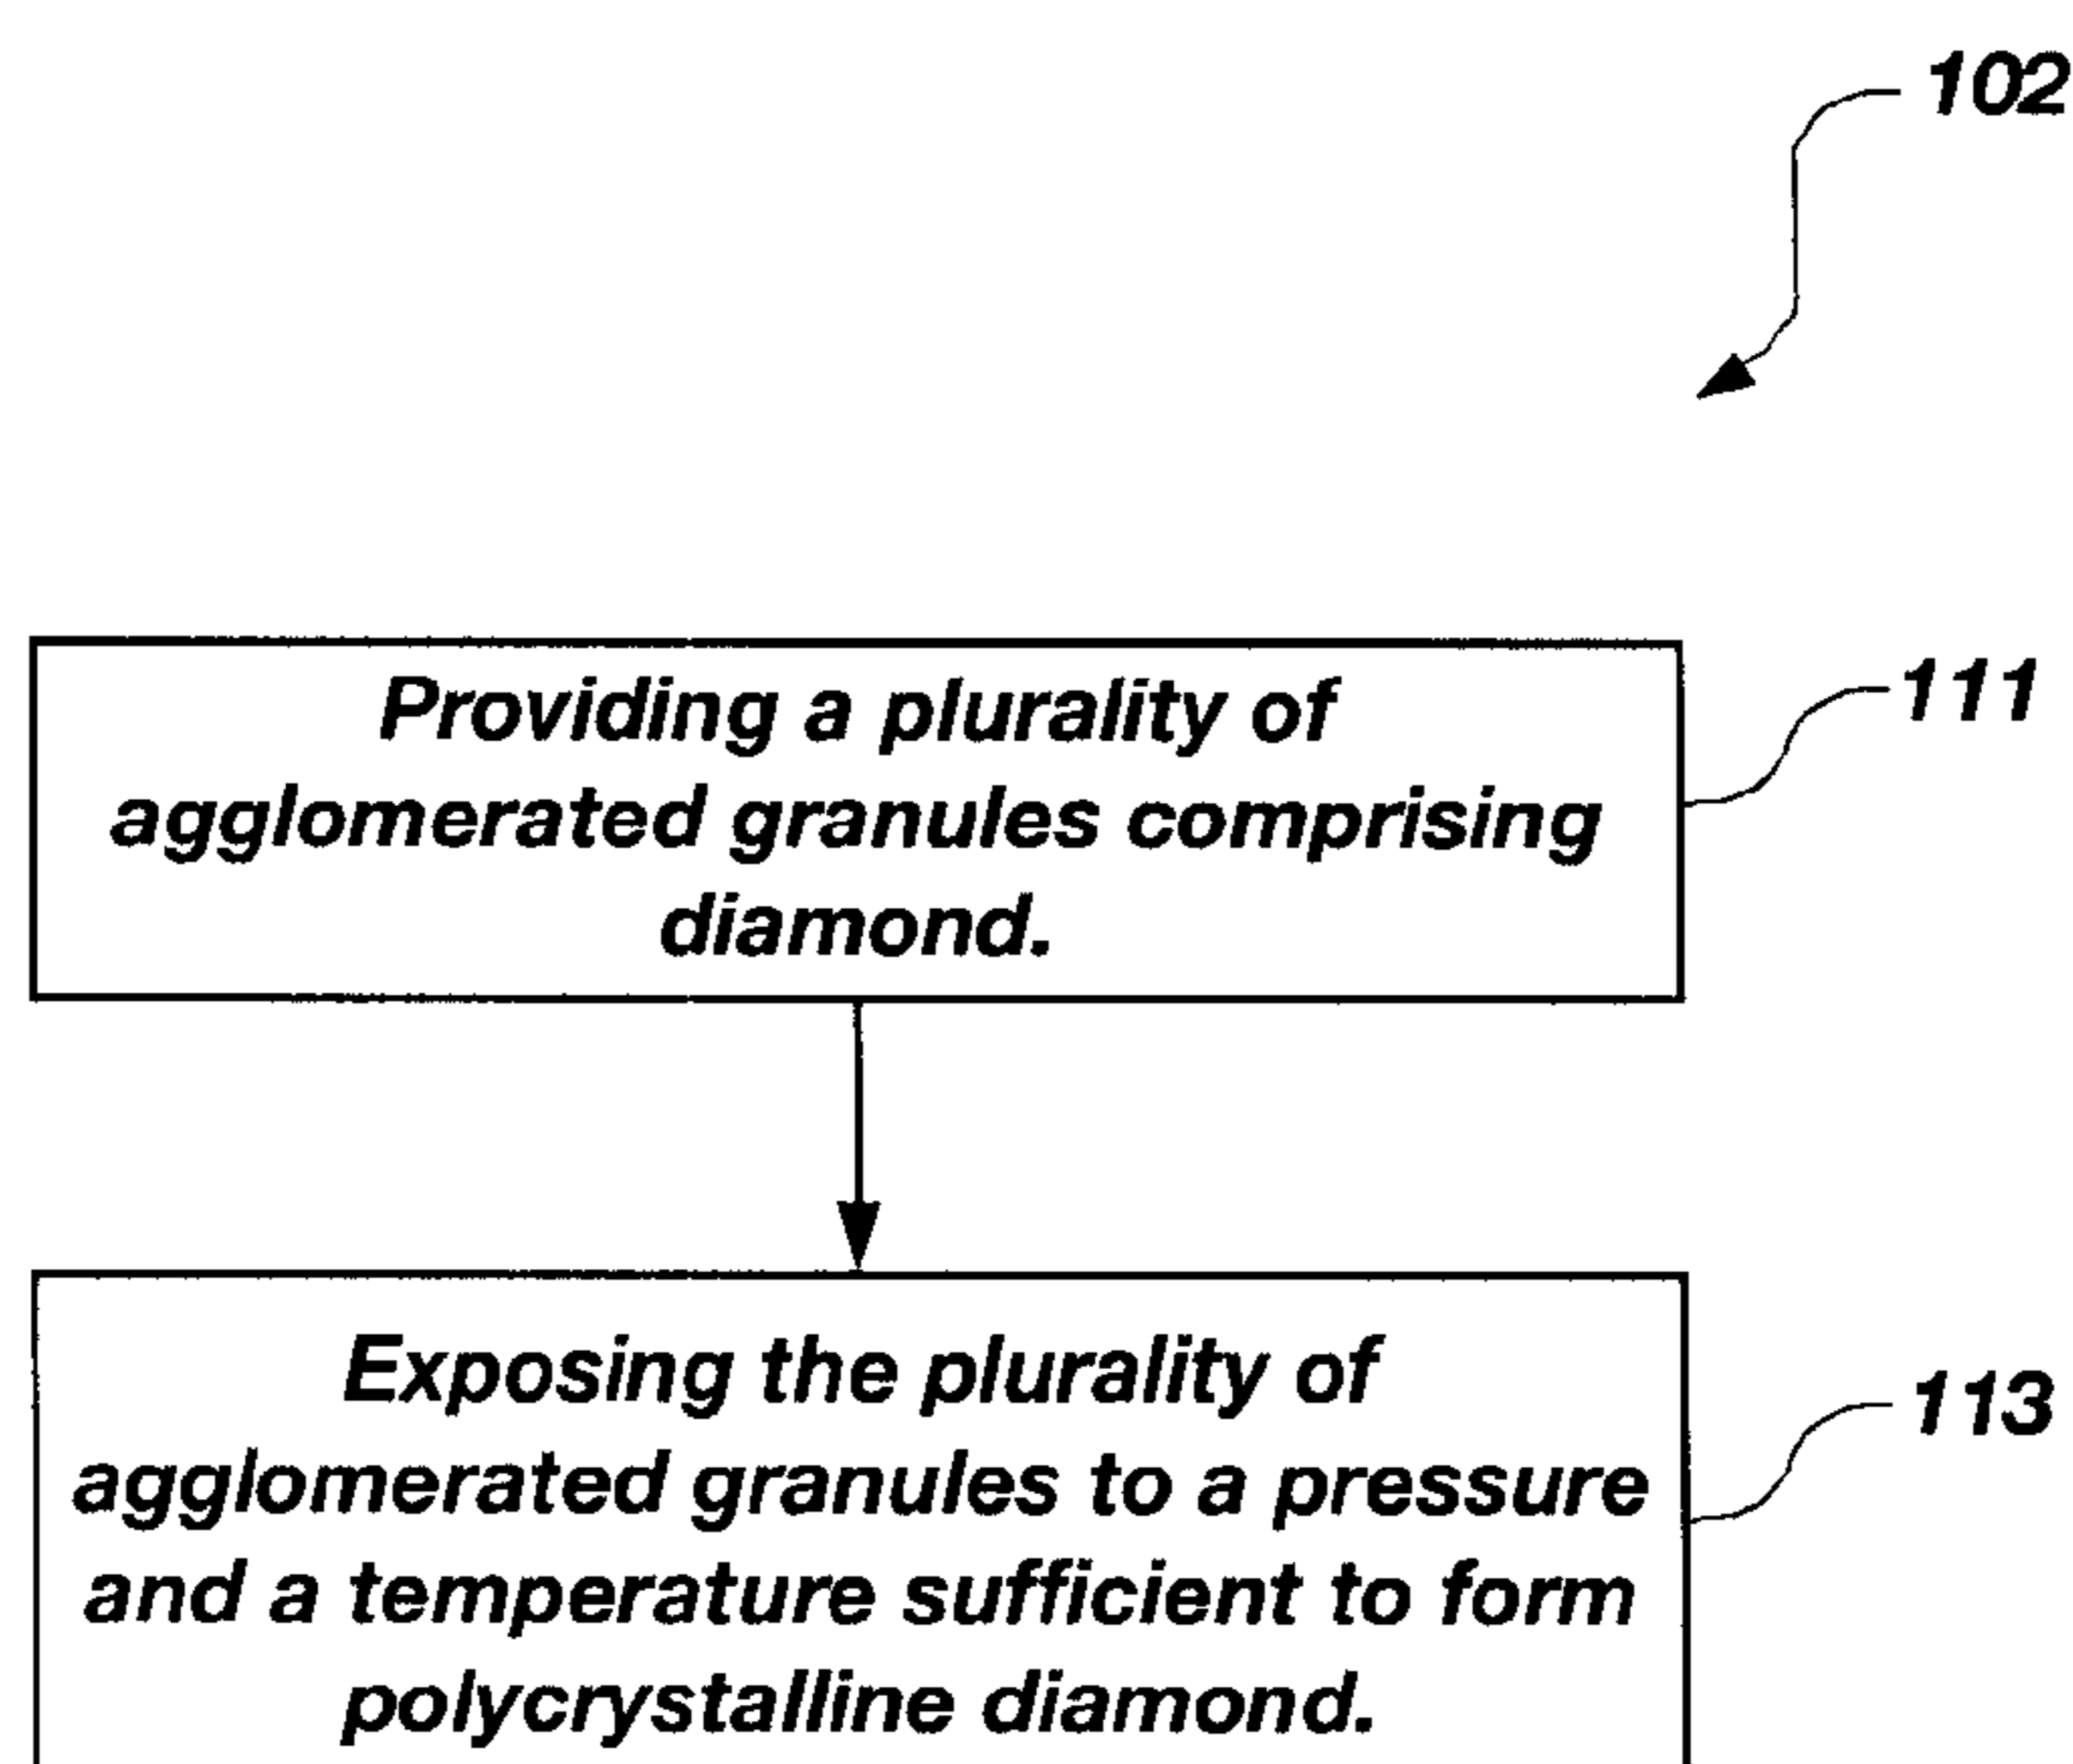 102
Providing a plurality of
agglomerated granules comprising
diamond.
111
Exposing the plurality of
agglomerated granules to a pressure
and a temperature sufficient to form
polycrystalline diamond.
113